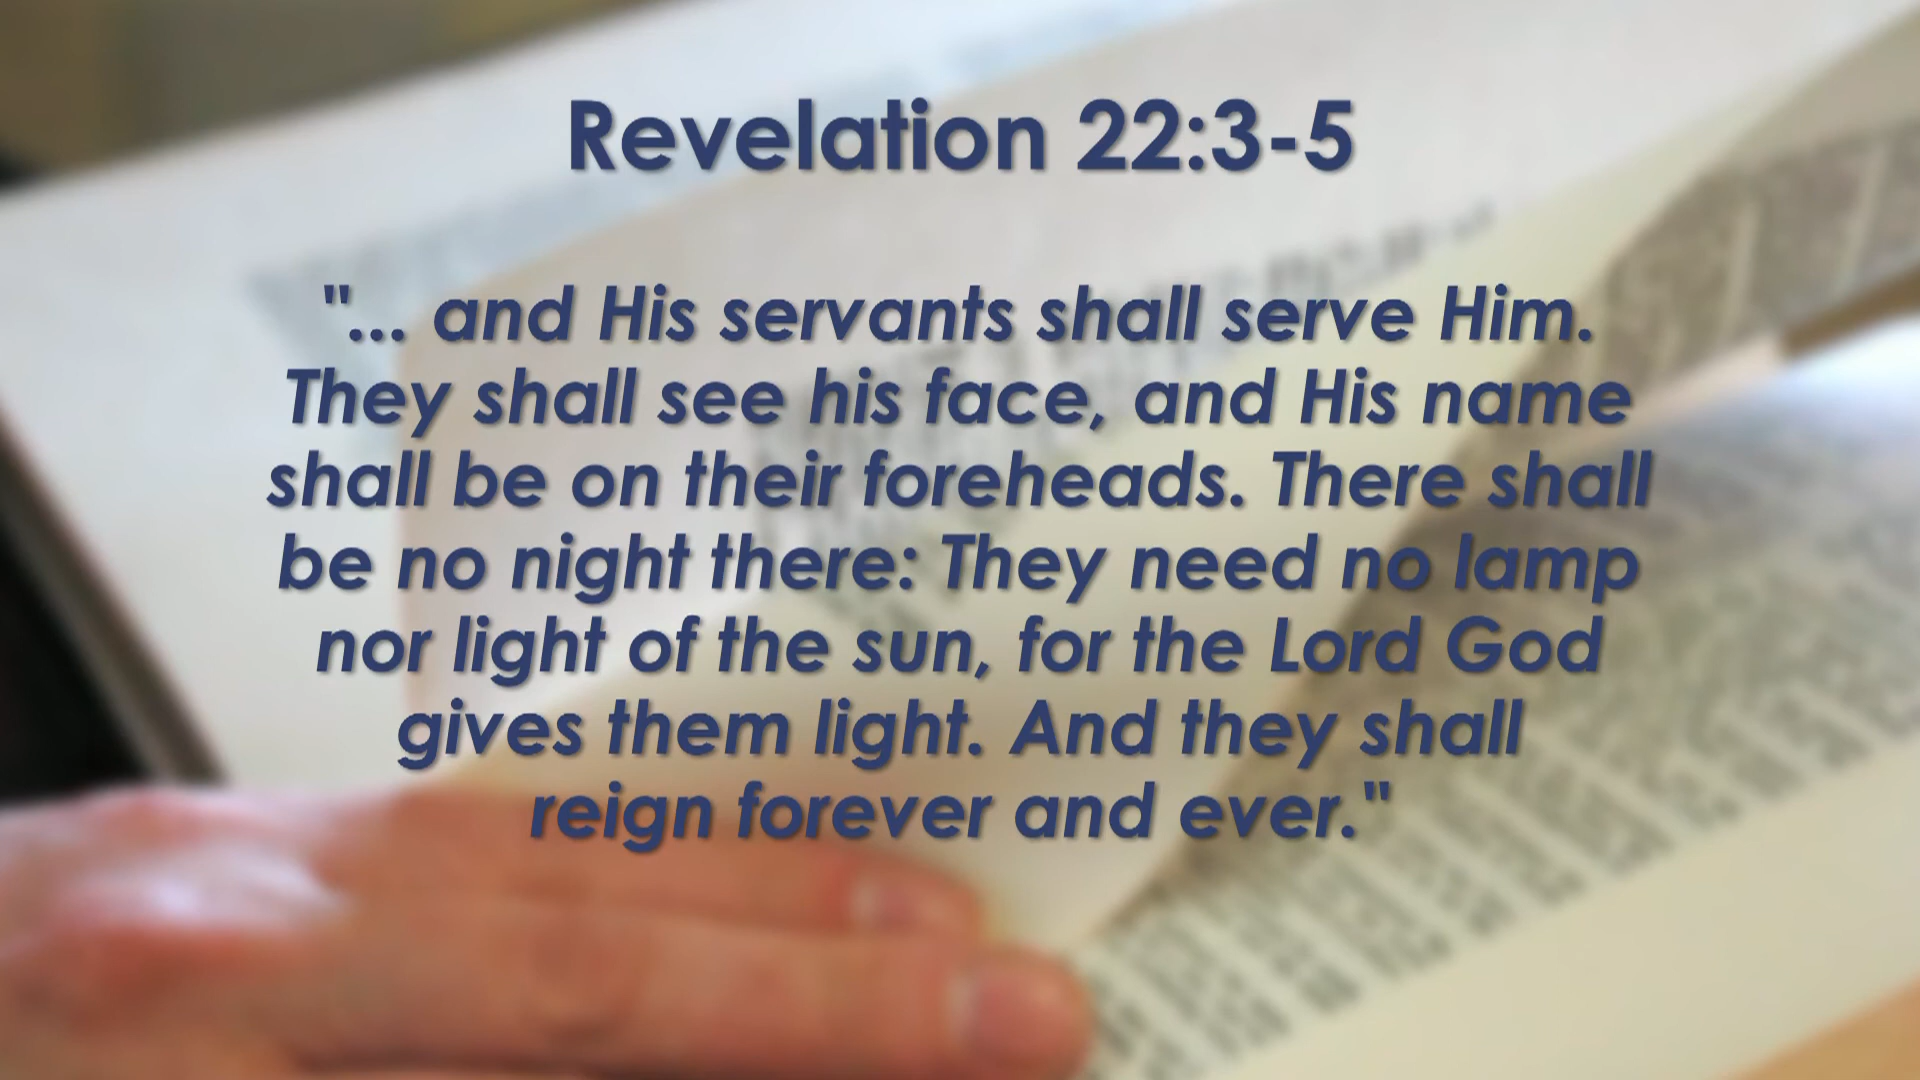 Revelation 22:3-5
"... and His servants shall serve Him.
They shall see his face, and His name
shall be on their foreheads. There shall
be no night there: They need no lamp
nor light of the sun, for the Lord God
gives them light. And they shall
reign forever and ever."